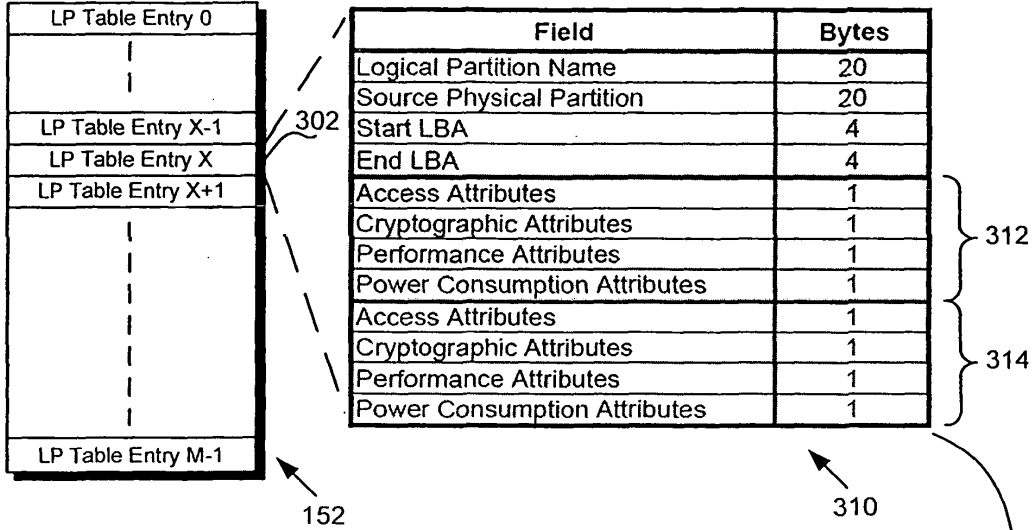 LP Table Entry 0
LP Table Entry X-1
LP Table Entry X
LP Table Entry X+1
LP Table Entry M-1
152
302
Field Bytes
Logical Partition Name 20
Source Physical Partition 20
Start LBA 4
End LBA 4
Access Attributes 1
Cryptographic Attributes 1
Performance Attributes 1
Power Consumption Attributes 1
Access Attributes 1
Cryptographic Attributes 1
Performance Attributes 1
Power Consumption Attributes 1
312
314
310